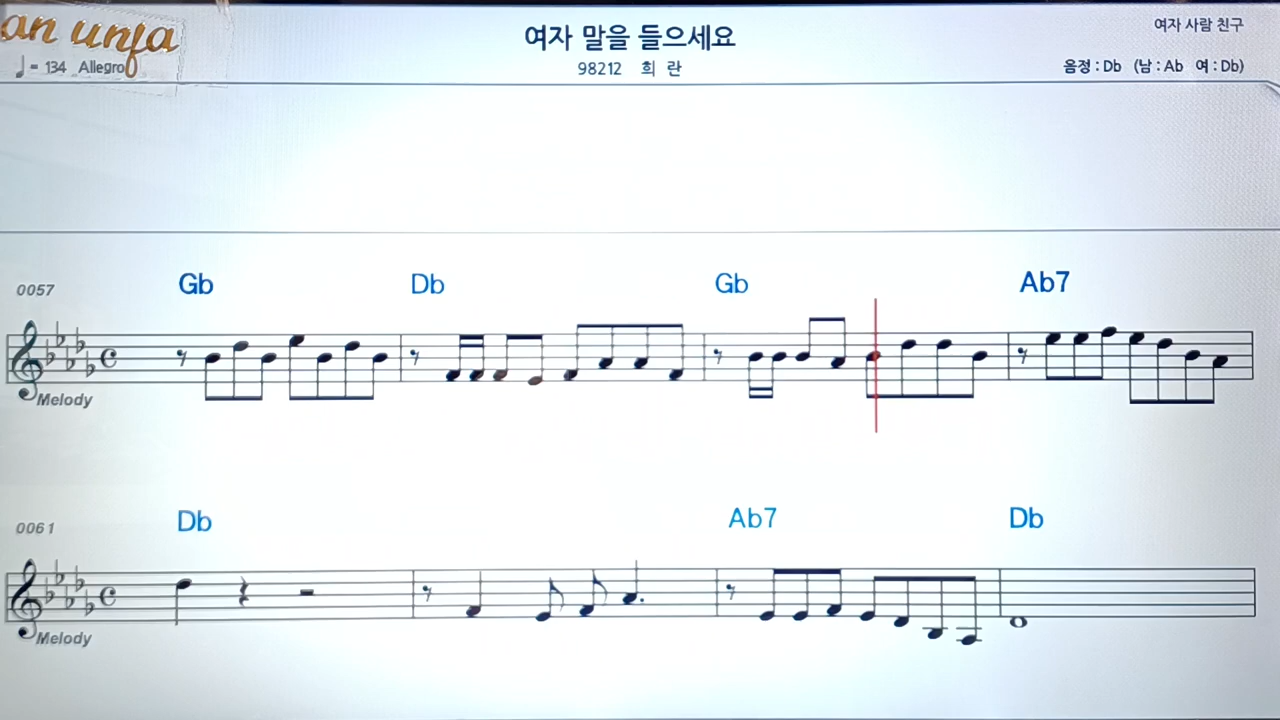 an unfa
여자 말을 들으세요
여자 사람 친구
♩ = 134 Allegro
98212 희 란
음정 : Db (남 : Ab 여 : Db)
0057 Gb Db Gb Ab7
Melody
0061 Db Ab7 Db
Melody